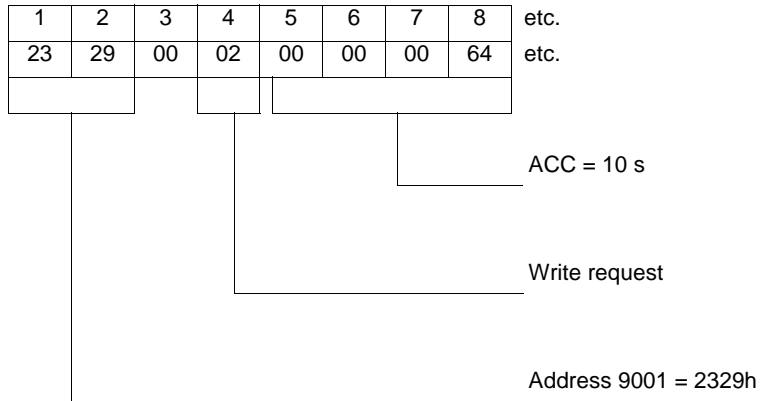 1 2 3 4 5 6 7 8 etc.
23 29 00 02 00 00 00 64 etc.
ACC = 10 s
Write request
Address 9001 = 2329h